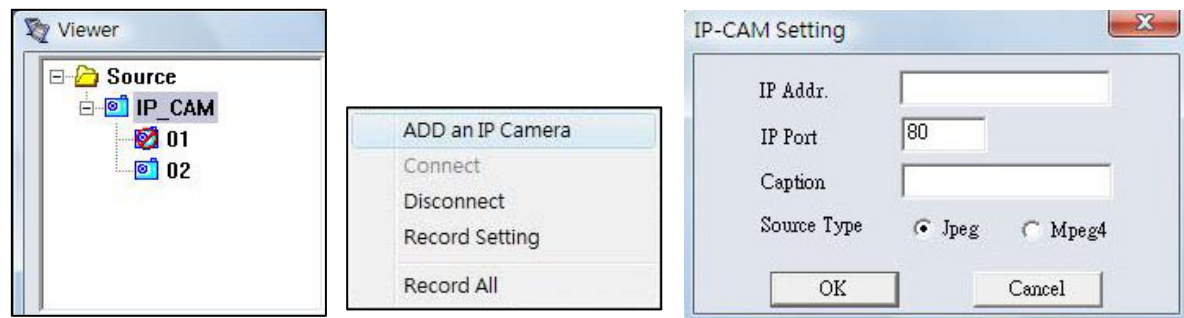 Viewer
Source
IP_CAM
01
02
ADD an IP Camera
Connect
Disconnect
Record Setting
Record All
IP-CAM Setting
IP Addr.
IP Port 80
Caption
Source Type Jpeg Mpeg4
OK Cancel